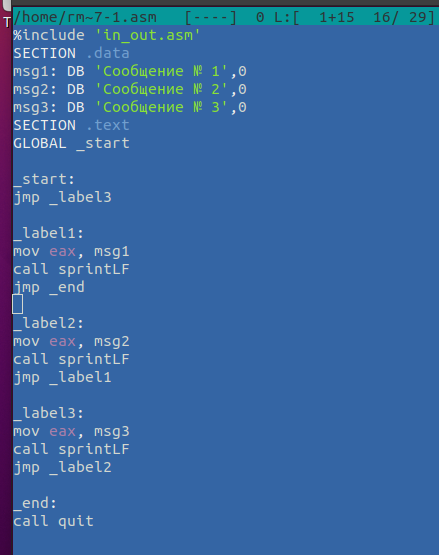 /home/rm~7-1.asm [----] 0 L:[ 1+15 16/ 29]
T
%include 'in_out.asm'
SECTION .data
msg1: DB 'Сообщение № 1',0
msg2: DB 'Сообщение № 2',0
msg3: DB 'Сообщение № 3',0
SECTION .text
GLOBAL _start
_start:
jmp _label3
_label1:
mov eax, msg1
call sprintLF
jmp _end
_label2:
mov eax, msg2
call sprintLF
jmp _label1
_label3:
mov eax, msg3
call sprintLF
jmp _label2
_end:
call quit